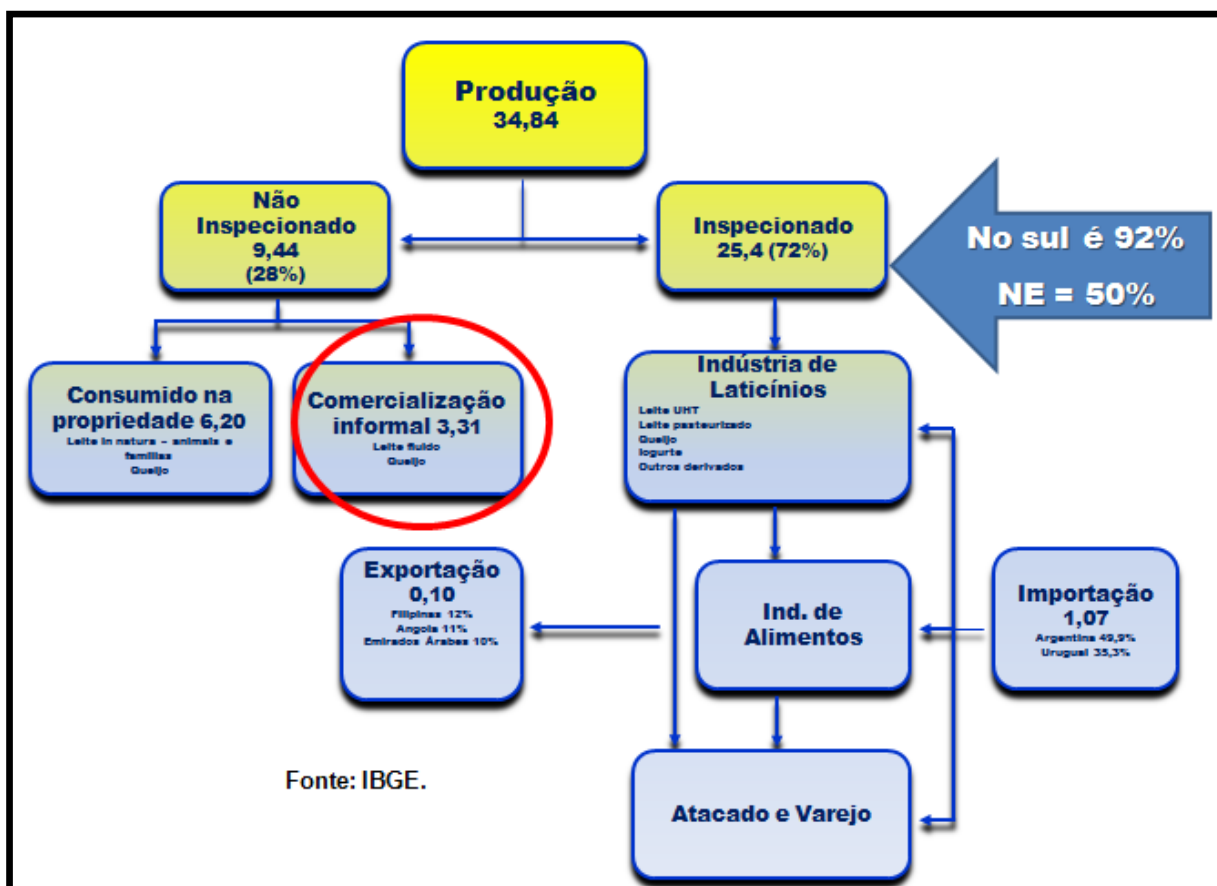 Produção
34,84
Não
Inspecionado
9,44
(28%)
Inspecionado
25,4 (72%)
No sul é 92%
NE = 50%
Consumido na
propriedade 6,20
Leite in natura – animais e
famílias
Queijo
Comercialização
informal 3,31
Leite fluido
Queijo
Indústria de
Laticínios
Leite UHT
Leite pasteurizado
Queijo
Iogurte
Outros derivados
Exportação
0,10
Filipinas 12%
Angola 11%
Emirados Árabes 10%
Ind. de
Alimentos
Importação
1,07
Argentina 49,9%
Uruguai 35,3%
Fonte: IBGE.
Atacado e Varejo